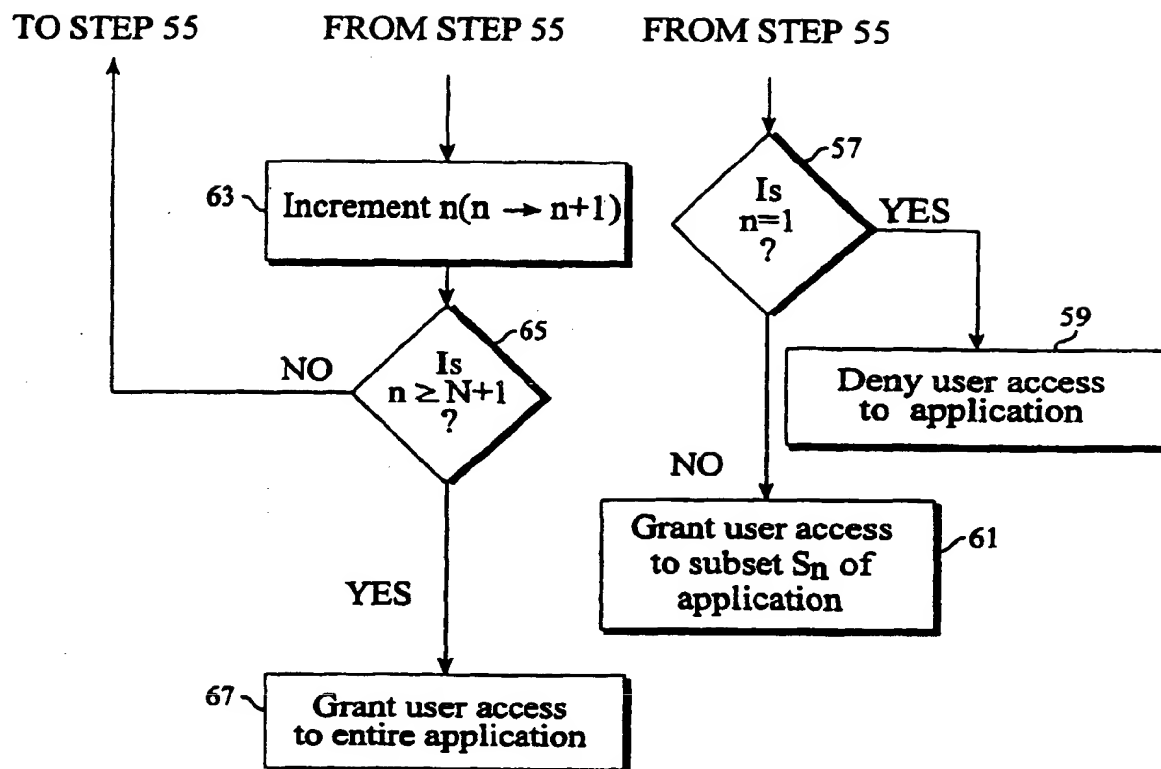 TO STEP 55
FROM STEP 55
FROM STEP 55
63
Increment n(n → n+1)
65
Is
n ≥ N+1
?
NO
YES
67
Grant user access
to entire application
57
Is
n=1
?
YES
59
Deny user access
to application
NO
61
Grant user access
to subset Sn of
application